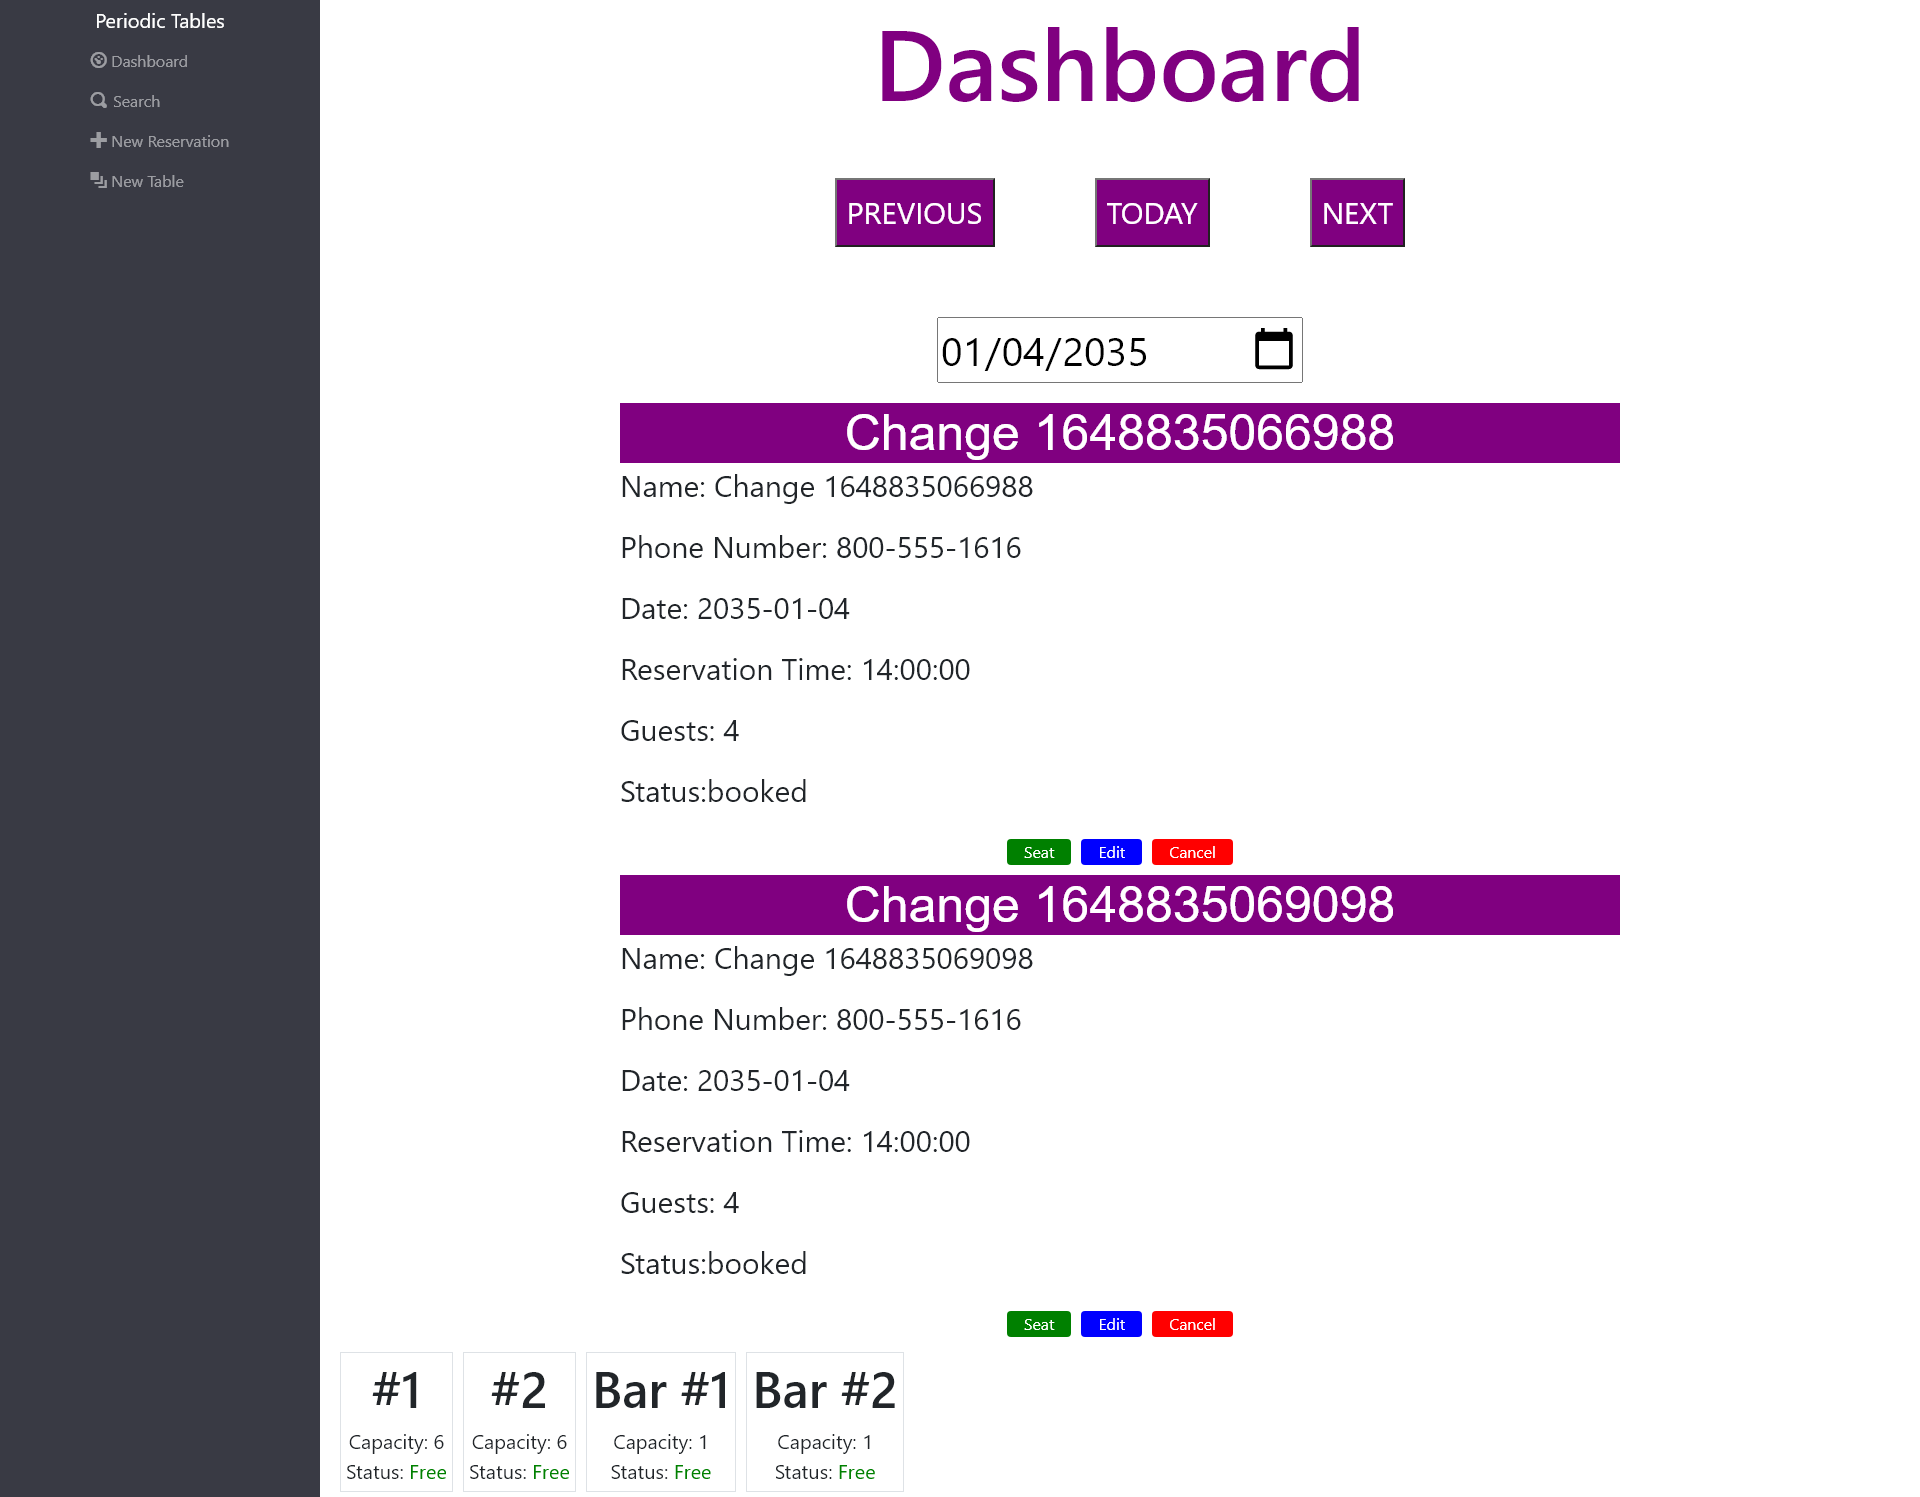 Periodic Tables
Dashboard
Search
New Reservation
New Table
Dashboard
PREVIOUS TODAY NEXT
01/04/2035
Change 1648835066988
Name: Change 1648835066988
Phone Number: 800-555-1616
Date: 2035-01-04
Reservation Time: 14:00:00
Guests: 4
Status:booked
Seat Edit Cancel
Change 1648835069098
Name: Change 1648835069098
Phone Number: 800-555-1616
Date: 2035-01-04
Reservation Time: 14:00:00
Guests: 4
Status:booked
Seat Edit Cancel
#1
Capacity: 6
Status: Free
#2
Capacity: 6
Status: Free
Bar #1
Capacity: 1
Status: Free
Bar #2
Capacity: 1
Status: Free